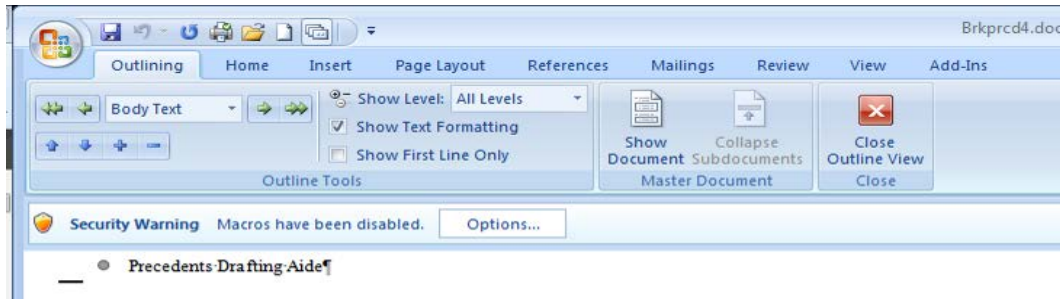 Brkprcd4.doc
Outlining Home Insert Page Layout References Mailings Review View Add-Ins
Body Text Show Level: All Levels
Show Text Formatting
Show First Line Only
Show Document Collapse Subdocuments Close Outline View
Outline Tools Master Document Close
Security Warning Macros have been disabled. Options...
Precedents·Drafting·Aide¶